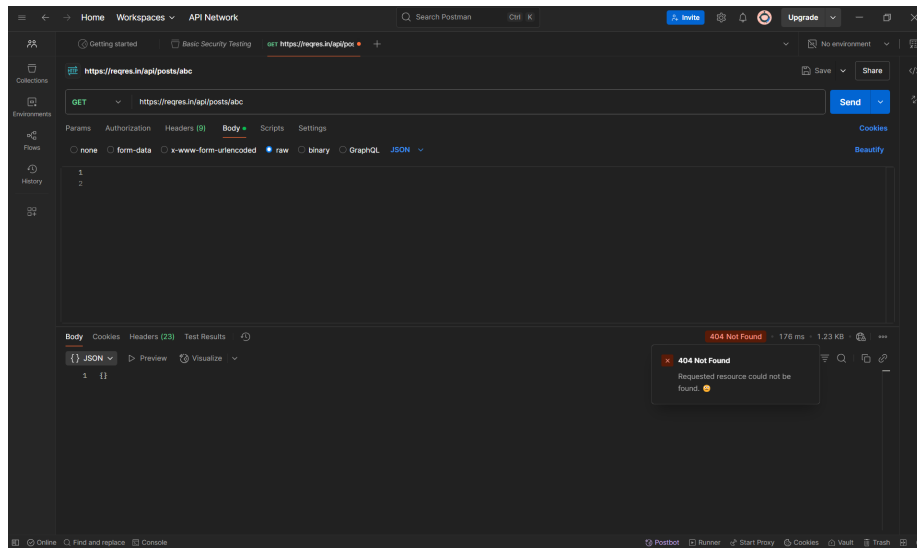 Home Workspaces API Network Search Postman Ctrl K Invite Upgrade
Getting started Basic Security Testing GET https://reqres.in/api/pos No environment
Collections
Environments
Flows
History
HTTP https://reqres.in/api/posts/abc Save Share
GET https://reqres.in/api/posts/abc Send
Params Authorization Headers (9) Body Scripts Settings Cookies
none form-data x-www-form-urlencoded raw binary GraphQL JSON Beautify
1
2
Body Cookies Headers (23) Test Results 404 Not Found 176 ms 1.23 KB
{} JSON Preview Visualize
1 {}
404 Not Found
Requested resource could not be
found.
Online Find and replace Console Postbot Runner Start Proxy Cookies Vault Trash